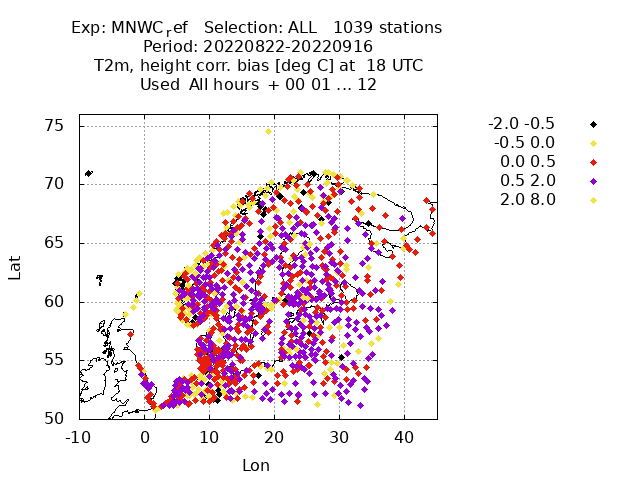 Exp: MNWC_ref   Selection: ALL   1039 stations
Period: 20220822-20220916
T2m, height corr. bias [deg C] at  18 UTC
Used  All hours  + 00 01 ... 12
-2.0 -0.5
-0.5 0.0
0.0 0.5
0.5 2.0
2.0 8.0
75
70
65
60
55
50
Lat
-10 0 10 20 30 40
Lon